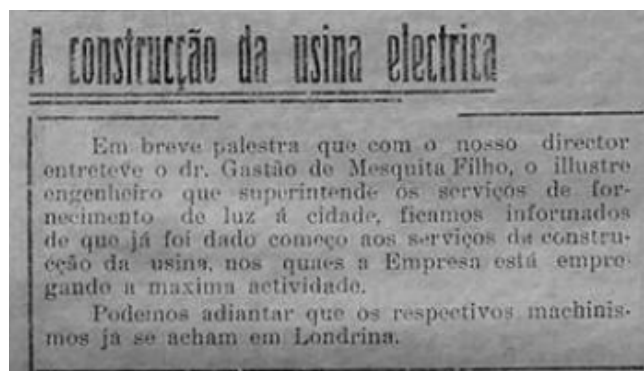 A construcção da usina electrica
Em breve palestra que com o nosso director
entreteve o dr. Gastão de Mesquita Filho, o illustre
engenheiro que superintende os serviços de for-
necimento de luz á cidade, ficamos informados
de que já foi dado começo aos serviços da constru-
cção da usina, nos quaes a Empresa está empre-
gando a maxima actividade.
Podemos adiantar que os respectivos machinis-
mos ja se acham em Londrina.